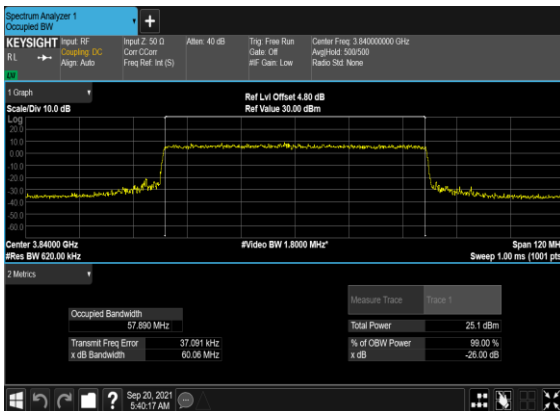 Spectrum Analyzer 1
Occupied BW
+
KEYSIGHT
RL
Input: RF
Coupling: DC
Align: Auto
Input Z: 50 Ω
Corr CCorr
Freq Ref: Int (S)
Atten: 40 dB
Trig: Free Run
Gate: Off
#IF Gain: Low
Center Freq: 3.840000000 GHz
Avg|Hold: 500/500
Radio Std: None
1 Graph
Scale/Div 10.0 dB
Ref Lvl Offset 4.80 dB
Ref Value 30.00 dBm
Log
20.0
10.0
0.00
-10.0
-20.0
-30.0
-40.0
-50.0
-60.0
Center 3.84000 GHz
#Res BW 620.00 kHz
#Video BW 1.8000 MHz*
Span 120 MH
Sweep 1.00 ms (1001 pts
2 Metrics
Measure Trace Trace 1
Occupied Bandwidth
57.890 MHz
Total Power 25.1 dBm
Transmit Freq Error 37.091 kHz
% of OBW Power 99.00 %
x dB Bandwidth 60.06 MHz
x dB -26.00 dB
?
Sep 20, 2021
5:40:17 AM